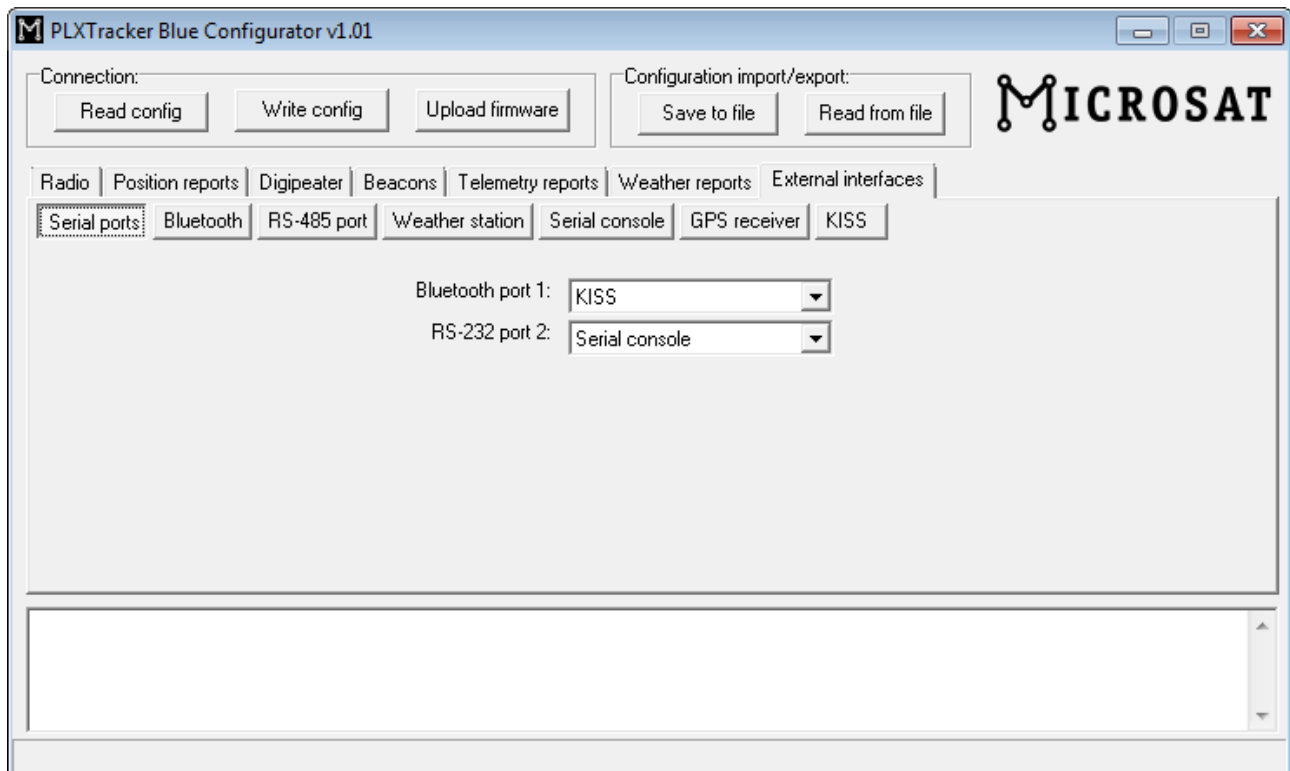 PLXTracker Blue Configurator v1.01
Connection:
Configuration import/export:
Read config Write config Upload firmware Save to file Read from file
MICROSAT
Radio Position reports Digipeater Beacons Telemetry reports Weather reports External interfaces
Serial ports Bluetooth RS-485 port Weather station Serial console GPS receiver KISS
Bluetooth port 1: KISS
RS-232 port 2: Serial console